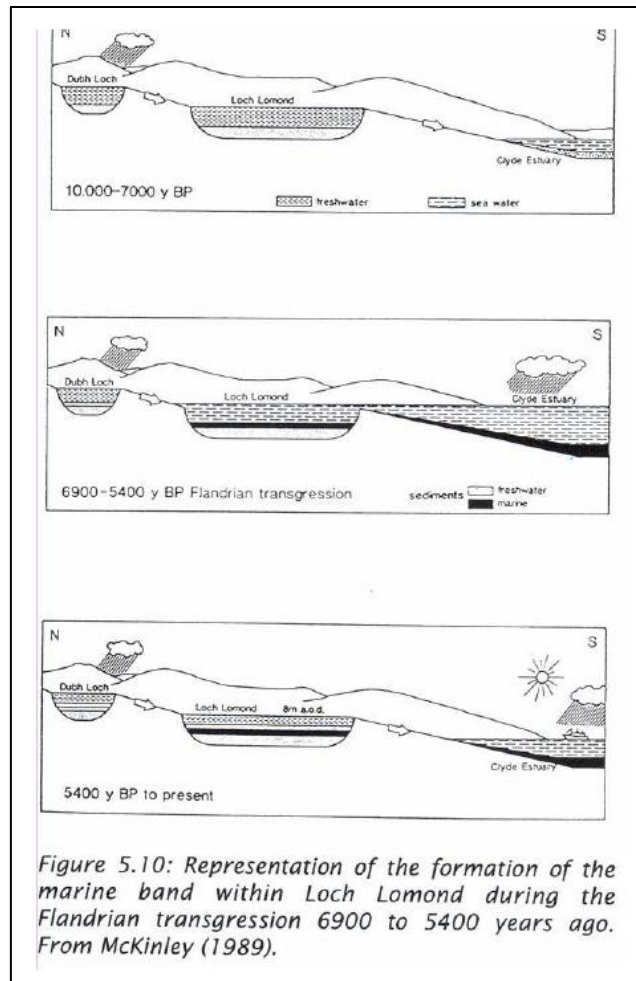 N
S
Dubh Loch
Loch Lomond
Clyde Estuary
10.000-7000 y BP
freshwater
sea water
N
S
Dubh Loch
Loch Lomond
Clyde Estuary
6900-5400 y BP Flandrian transgression
sediments
freshwater
marine
N
S
Dubh Loch
Loch Lomond
8m a.o.d.
Clyde Estuary
5400 y BP to present
Figure 5.10: Representation of the formation of the
marine band within Loch Lomond during the
Flandrian transgression 6900 to 5400 years ago.
From McKinley (1989).